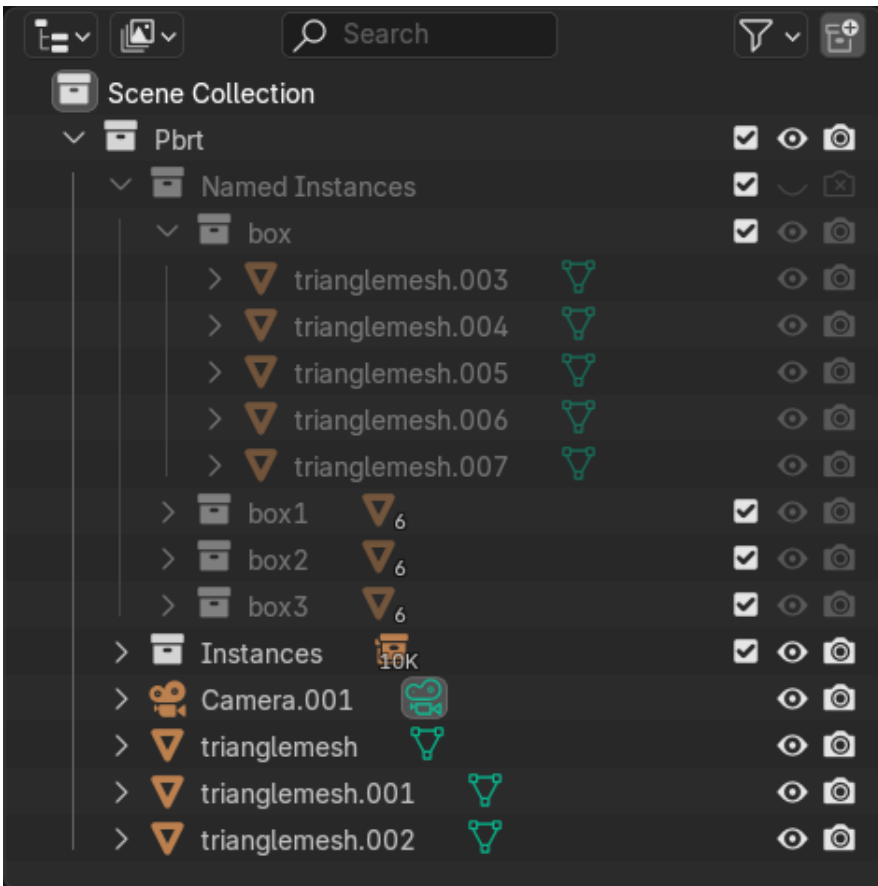 Search
Scene Collection
Pbrt
Named Instances
box
trianglemesh.003
trianglemesh.004
trianglemesh.005
trianglemesh.006
trianglemesh.007
box1 6
box2 6
box3 6
Instances 10K
Camera.001
trianglemesh
trianglemesh.001
trianglemesh.002